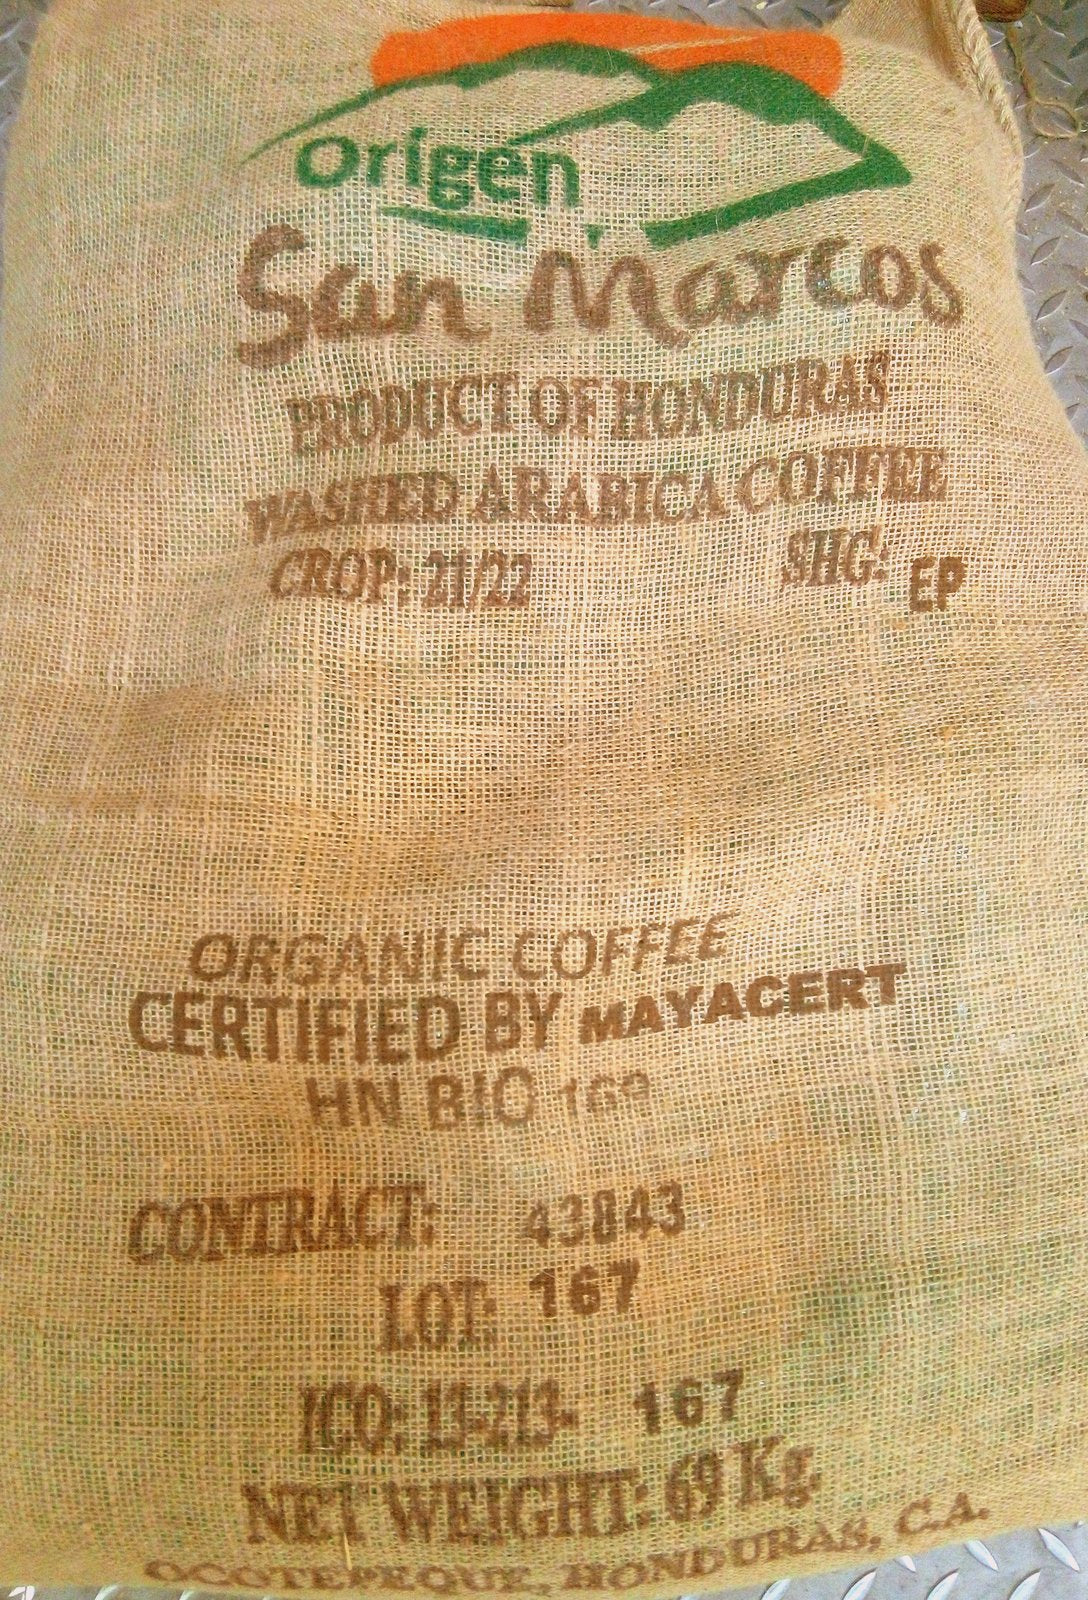 Origen
San Marcos
PRODUCT OF HONDURAS
WASHED ARABICA COFFEE
CROP: 21/22 SHG: EP
ORGANIC COFFEE
CERTIFIED BY MAYACERT
HN BIO 169
CONTRACT: 43843
LOT: 167
ICO: 13-213- 167
NET WEIGHT: 69 Kg.
OCOTEPEQUE, HONDURAS, C.A.